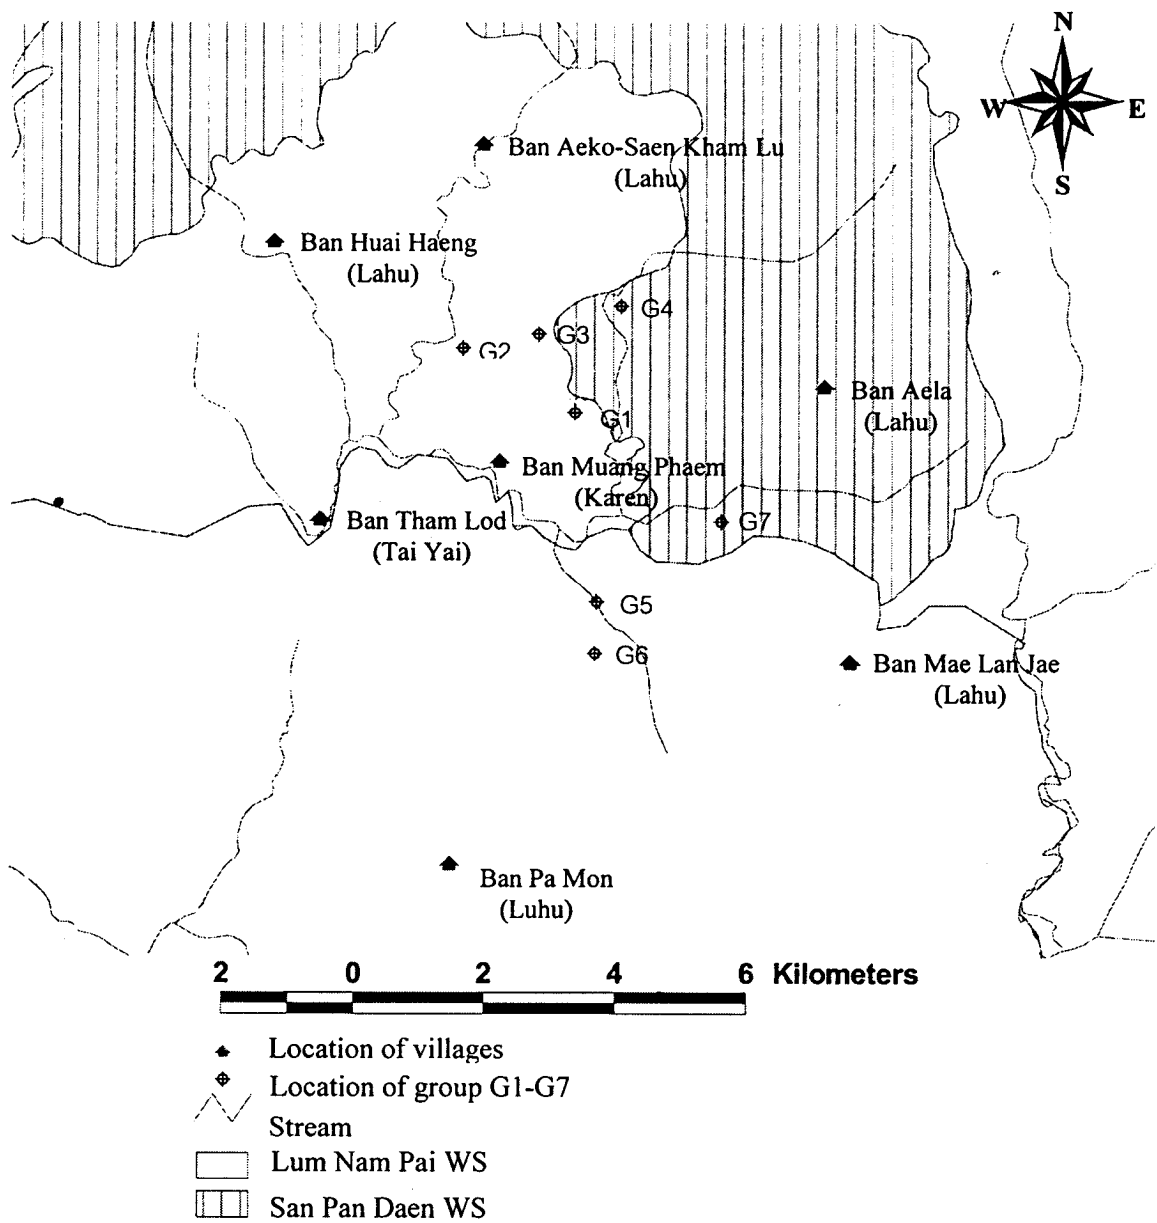 N
W E
S
Ban Aeko-Saen Kham Lu
(Lahu)
Ban Huai Haeng
(Lahu)
G4
G3
G2
Ban Aela
(Lahu)
G1
Ban Muang Phaem
(Karen)
Ban Tham Lod
(Tai Yai)
G7
G5
G6
Ban Mae Lan Jae
(Lahu)
Ban Pa Mon
(Luhu)
2 0 2 4 6 Kilometers
Location of villages
Location of group G1-G7
Stream
Lum Nam Pai WS
San Pan Daen WS